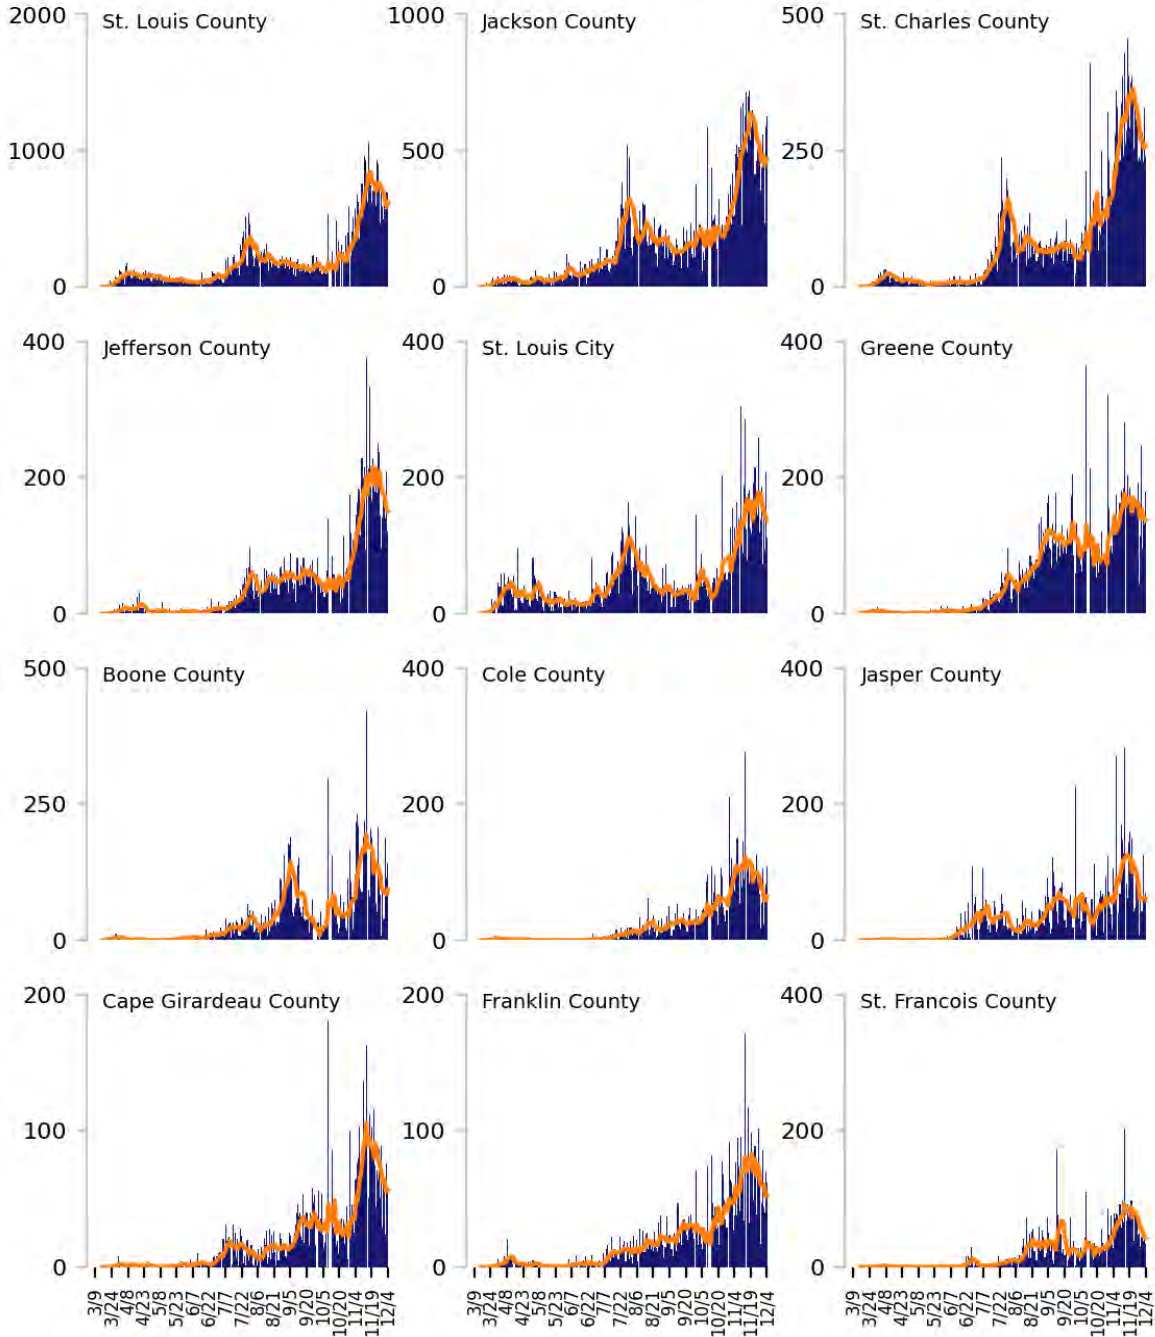 2000 St. Louis County 1000 Jackson County 500 St. Charles County
1000 500 250
0 0 0
400 Jefferson County 400 St. Louis City 400 Greene County
200 200 200
0 0 0
500 Boone County 400 Cole County 400 Jasper County
250 200 200
0 0 0
200 Cape Girardeau County 200 Franklin County 400 St. Francois County
100 100 200
0 0 0
3/9 3/24 4/8 4/23 5/8 5/23 6/7 6/22 7/7 7/22 8/6 8/21 9/5 9/20 10/5 10/20 11/4 11/19 12/4 3/9 3/24 4/8 4/23 5/8 5/23 6/7 6/22 7/7 7/22 8/6 8/21 9/5 9/20 10/5 10/20 11/4 11/19 12/4 3/9 3/24 4/8 4/23 5/8 5/23 6/7 6/22 7/7 7/22 8/6 8/21 9/5 9/20 10/5 10/20 11/4 11/19 12/4